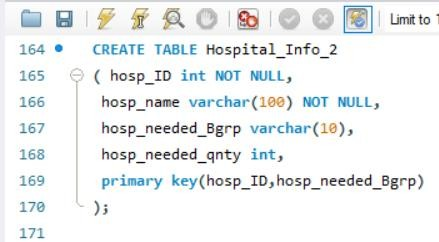 Limit to 1
164 CREATE TABLE Hospital_Info_2
165 ( hosp_ID int NOT NULL,
166 hosp_name varchar(100) NOT NULL,
167 hosp_needed_Bgrp varchar(10),
168 hosp_needed_qnty int,
169 primary key(hosp_ID,hosp_needed_Bgrp)
170 );
171